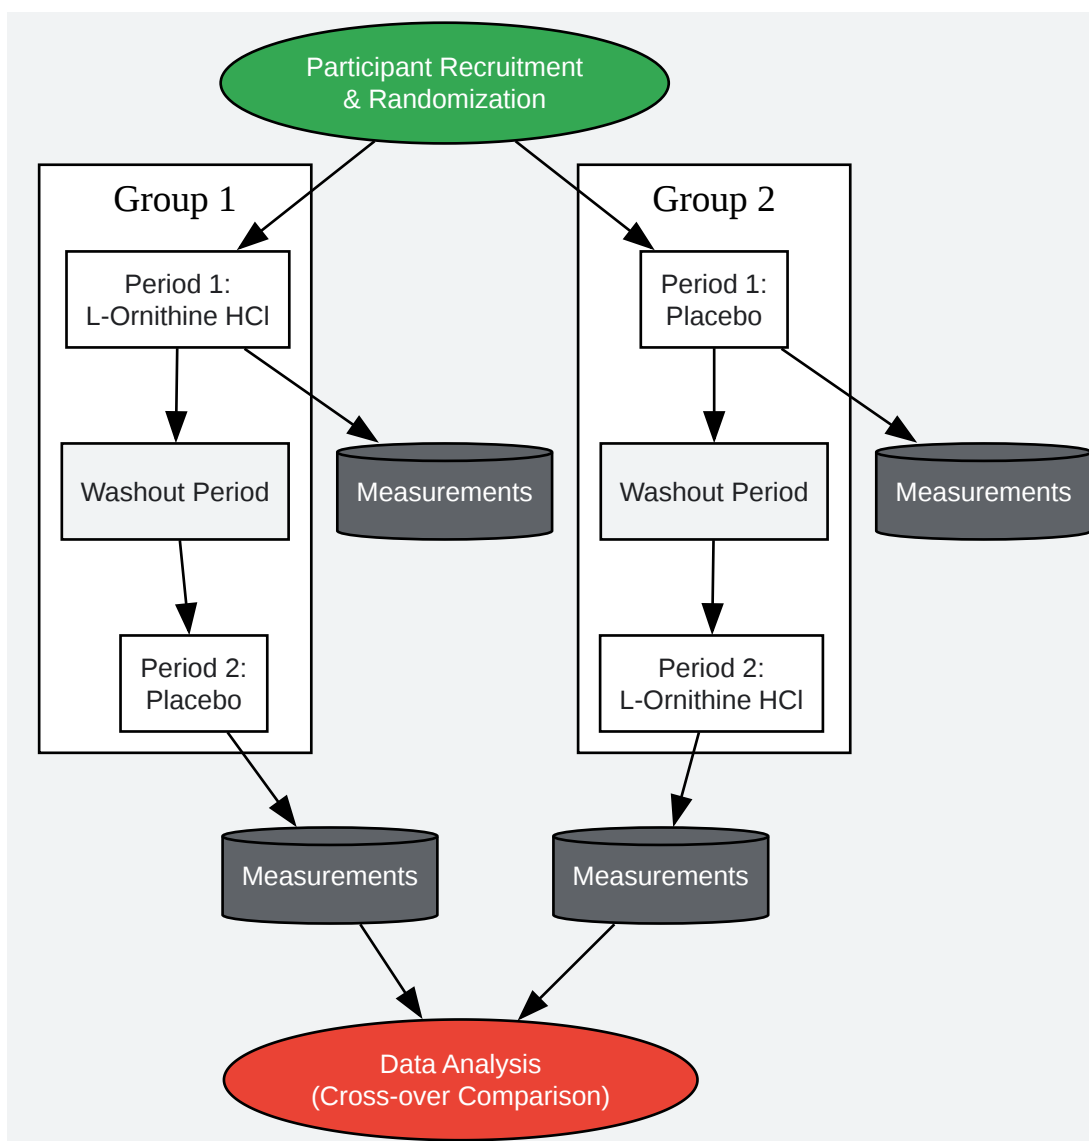 Participant Recruitment
& Randomization
Group 1
Period 1:
L-Ornithine HCl
Washout Period
Measurements
Period 2:
Placebo
Measurements
Group 2
Period 1:
Placebo
Washout Period
Measurements
Period 2:
L-Ornithine HCl
Measurements
Data Analysis
(Cross-over Comparison)